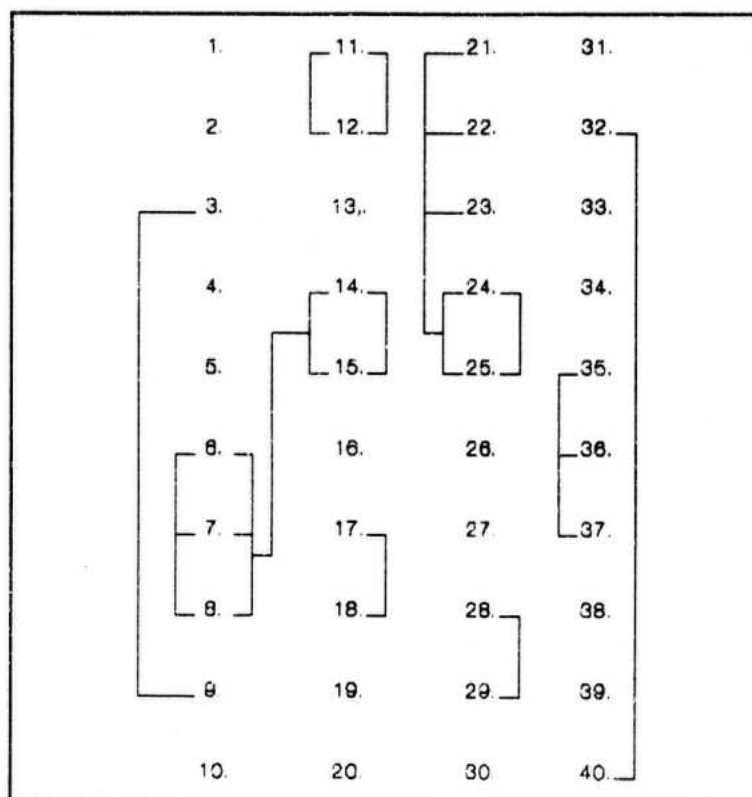 1. 11. 21. 31.
2. 12. 22. 32.
3. 13,. 23. 33.
4. 14. 24. 34.
5. 15. 25. 35.
6. 16. 26. 36.
7. 17. 27. 37.
8. 18. 28. 38.
9 19. 29. 39.
10. 20. 30. 40.